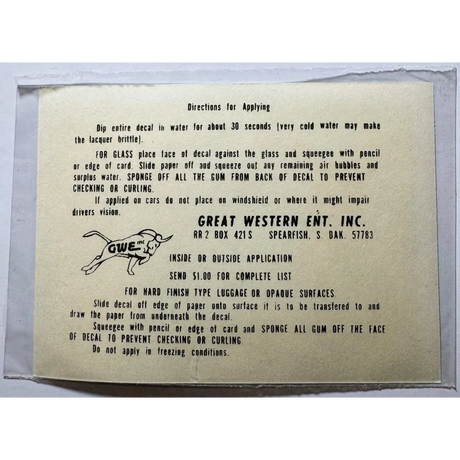 Directions for Applying
Dip entire decal in water for about 30 seconds (very cold water may make
the lacquer brittle).
FOR GLASS place face of decal against the glass and squeegee with pencil
or edge of card. Slide paper off and squeeze out any remaining air bubbles and
surplus water. SPONGE OFF ALL THE GUM FROM BACK OF DECAL TO PREVENT
CHECKING OR CURLING.
If applied on cars do not place on windshield or where it might impair
drivers vision.
GREAT WESTERN ENT. INC.
RR 2 BOX 421 S SPEARFISH, S. DAK. 57783
GWE INC
INSIDE OR OUTSIDE APPLICATION
SEND $1.00 FOR COMPLETE LIST
FOR HARD FINISH TYPE LUGGAGE OR OPAQUE SURFACES
Slide decal off edge of paper onto surface it is to be transfered to and
draw the paper from underneath the decal.
Squeegee with pencil or edge of card and SPONGE ALL GUM OFF THE FACE
OF DECAL TO PREVENT CHECKING OR CURLING
Do not apply in freezing conditions.